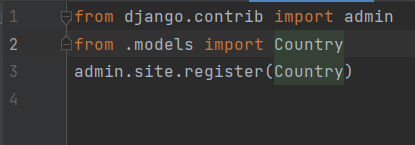 1 from django.contrib import admin
2 from .models import Country
3 admin.site.register(Country)
4